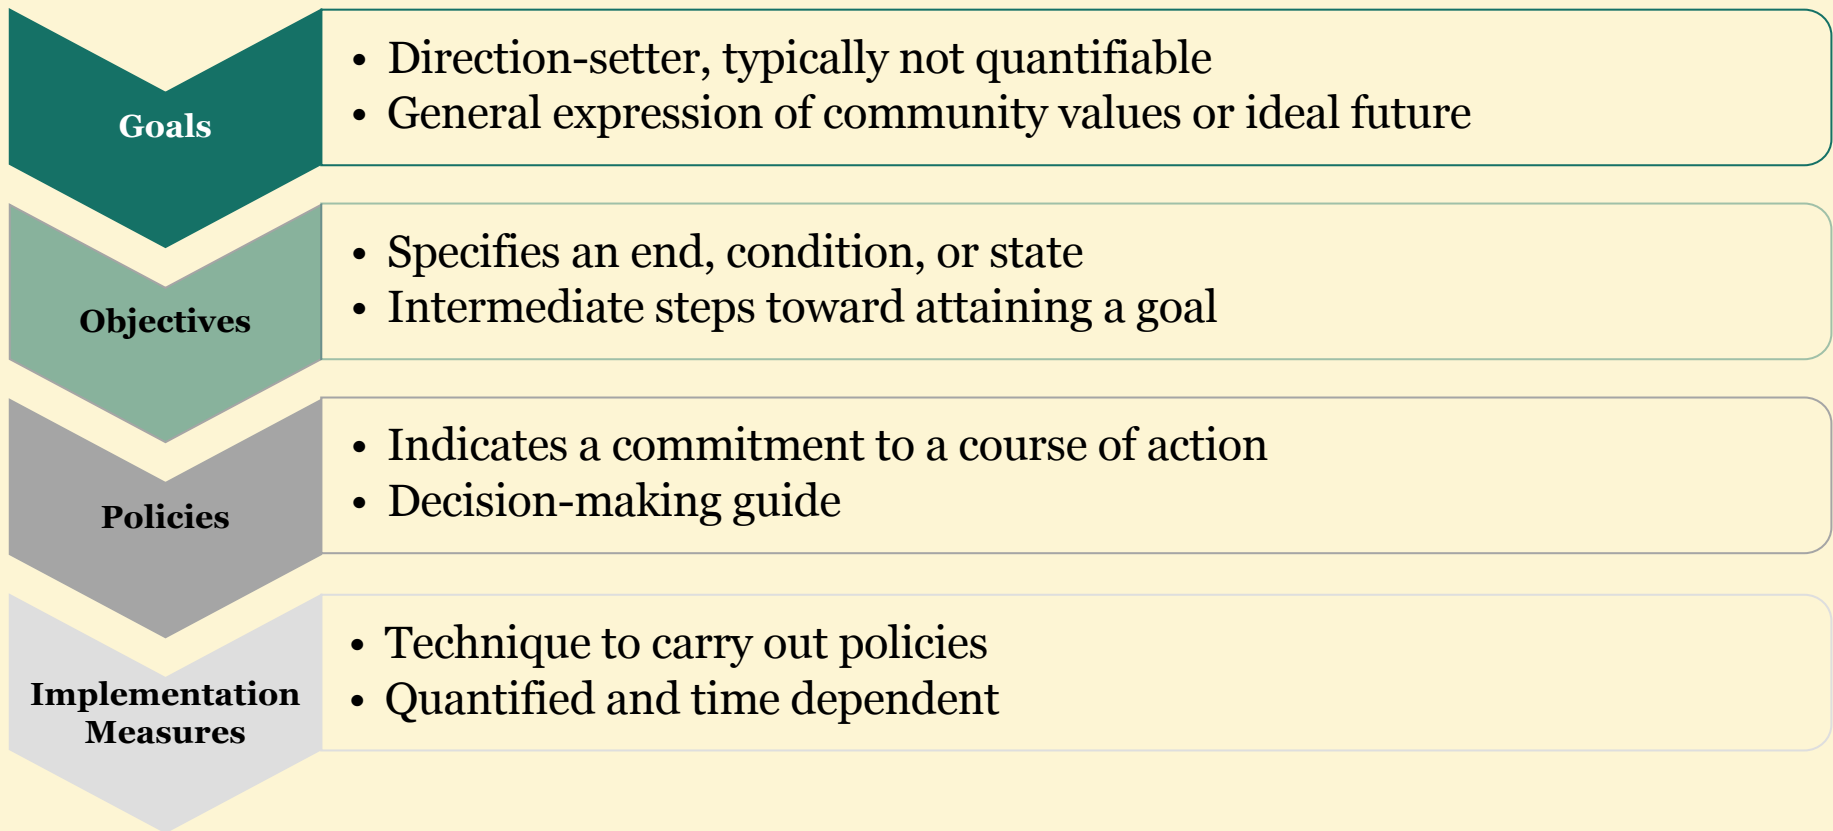 Goals
• Direction-setter, typically not quantifiable
• General expression of community values or ideal future
Objectives
• Specifies an end, condition, or state
• Intermediate steps toward attaining a goal
Policies
• Indicates a commitment to a course of action
• Decision-making guide
Implementation
Measures
• Technique to carry out policies
• Quantified and time dependent